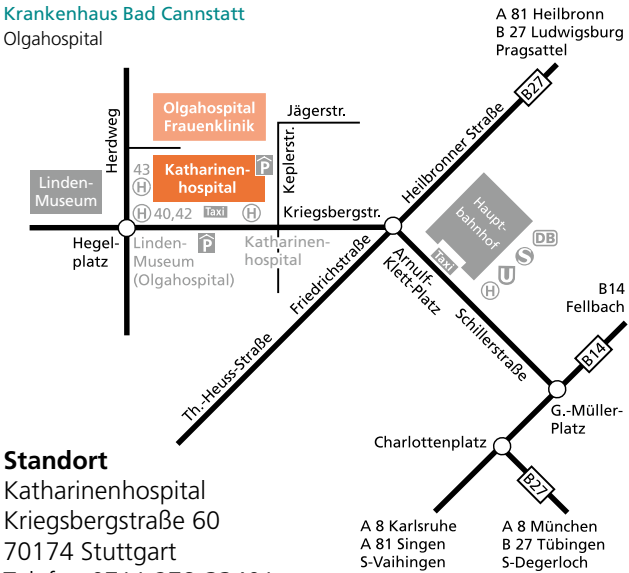 Krankenhaus Bad Cannstatt
Olgahospital
A 81 Heilbronn
B 27 Ludwigsburg
Pragsattel
B27
Heilbronner Straße
Olgahospital
Frauenklinik
Jägerstr.
Keplerstr.
Herdweg
43
H
Katharinen-
hospital
P
Linden-
Museum
H 40,42 Taxi H
Kriegsbergstr.
Hegel-
platz
Linden-
Museum
(Olgahospital)
P
Katharinen-
hospital
Haupt-
bahnhof
Taxi
H U S DB
Arnulf-
Klett-Platz
Friedrichstraße
Th.-Heuss-Straße
Schillerstraße
B14
Fellbach
B14
G.-Müller-
Platz
Charlottenplatz
B27
A 8 Karlsruhe
A 81 Singen
S-Vaihingen
A 8 München
B 27 Tübingen
S-Degerloch
Standort
Katharinenhospital
Kriegsbergstraße 60
70174 Stuttgart